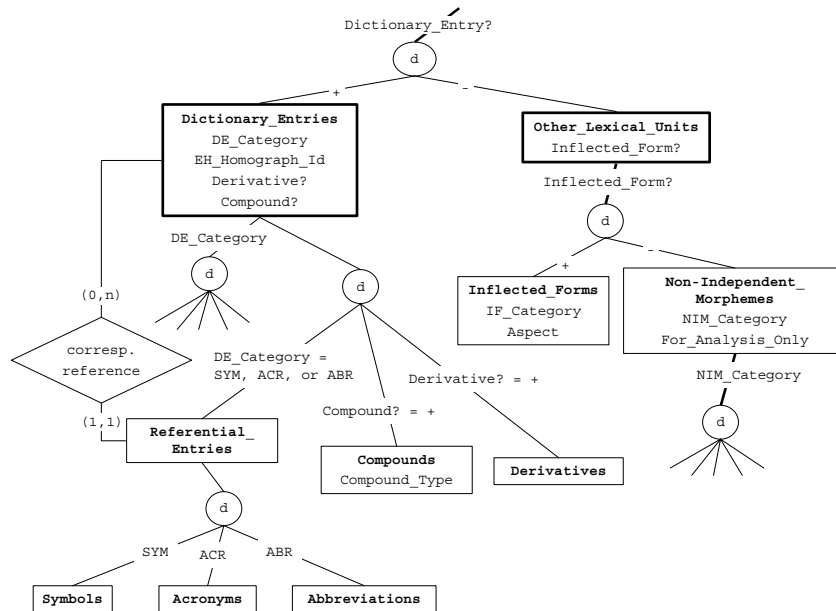 Dictionary_Entry?
d
+
-
Dictionary_Entries
DE_Category
EH_Homograph_Id
Derivative?
Compound?
Other_Lexical_Units
Inflected_Form?
Inflected_Form?
d
+
-
DE_Category
d
d
Inflected_Forms
IF_Category
Aspect
Non-Independent_
Morphemes
NIM_Category
For_Analysis_Only
(0,n)
corresp.
reference
(1,1)
DE_Category =
SYM, ACR, or ABR
Derivative? = +
Compound? = +
NIM_Category
d
Referential_
Entries
Compounds
Compound_Type
Derivatives
d
SYM
ACR
ABR
Symbols
Acronyms
Abbreviations